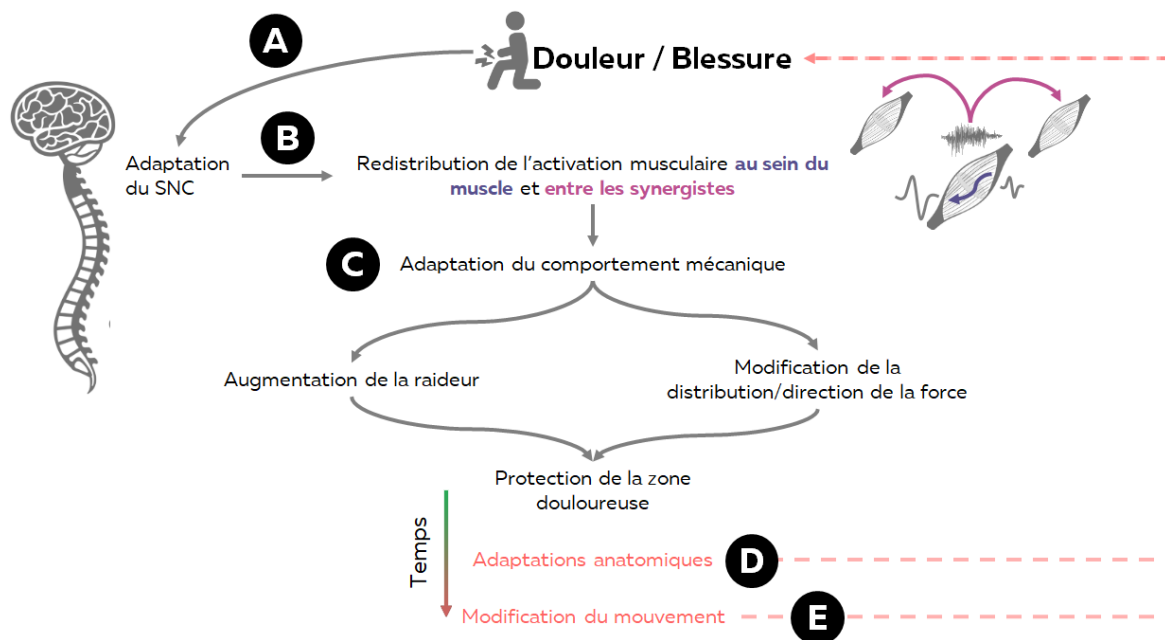 A
Douleur / Blessure
B
Adaptation
du SNC
Redistribution de l'activation musculaire au sein du
muscle et entre les synergistes
C
Adaptation du comportement mécanique
Augmentation de la raideur
Modification de la
distribution/direction de la force
Protection de la zone
douloureuse
Temps
Adaptations anatomiques
D
Modification du mouvement
E